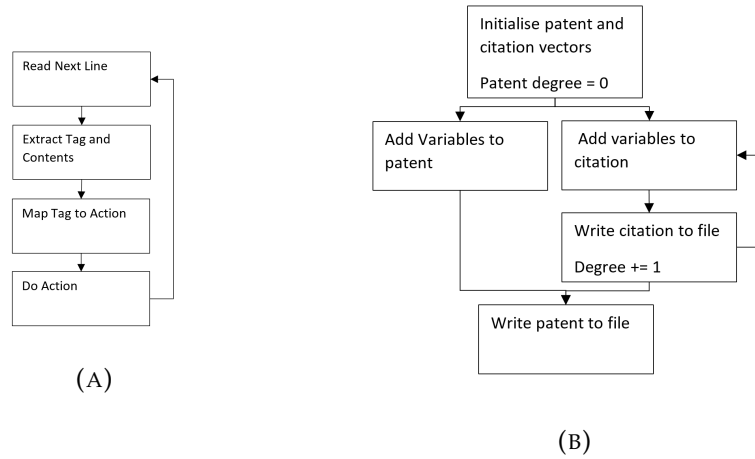 Read Next Line
Extract Tag and
Contents
Map Tag to Action
Do Action
(A)
Initialise patent and
citation vectors
Patent degree = 0
Add Variables to
patent
Add variables to
citation
Write citation to file
Degree += 1
Write patent to file
(B)